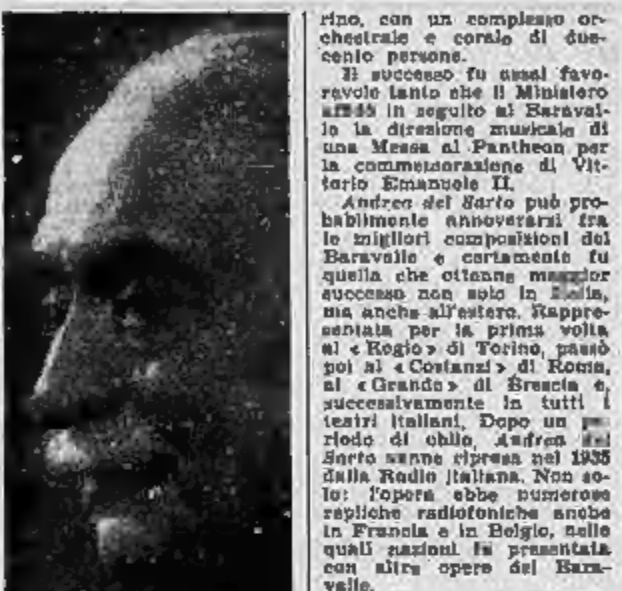 rino, con un complesso or-
chestrale e corale di due-
cento persone.
Il successo fu assai favo-
revole tanto che il Ministero
affidò in seguito al Baraval-
le la direzione musicale di
una Messa al Pantheon per
la commemorazione di Vit-
torio Emanuele II.
Andrea del Sarto può pro-
babilmente annoverarsi fra
le migliori composizioni del
Baravalle e certamente fu
quella che ottenne maggior
successo non solo in Italia,
ma anche all'estero. Rappre-
sentata per la prima volta
al « Regio » di Torino, passò
poi al « Costanzi » di Roma,
al « Grande » di Brescia e,
successivamente in tutti i
teatri italiani. Dopo un
riodo di oblio, Andrea del
Sarto venne ripresa nel 1935
dalla Radio italiana. Non so-
lo: l'opera ebbe numerose
repliche radiofoniche anche
in Francia e in Belgio, nelle
quali nazioni fu presentata
con altre opere del Bara-
valle.